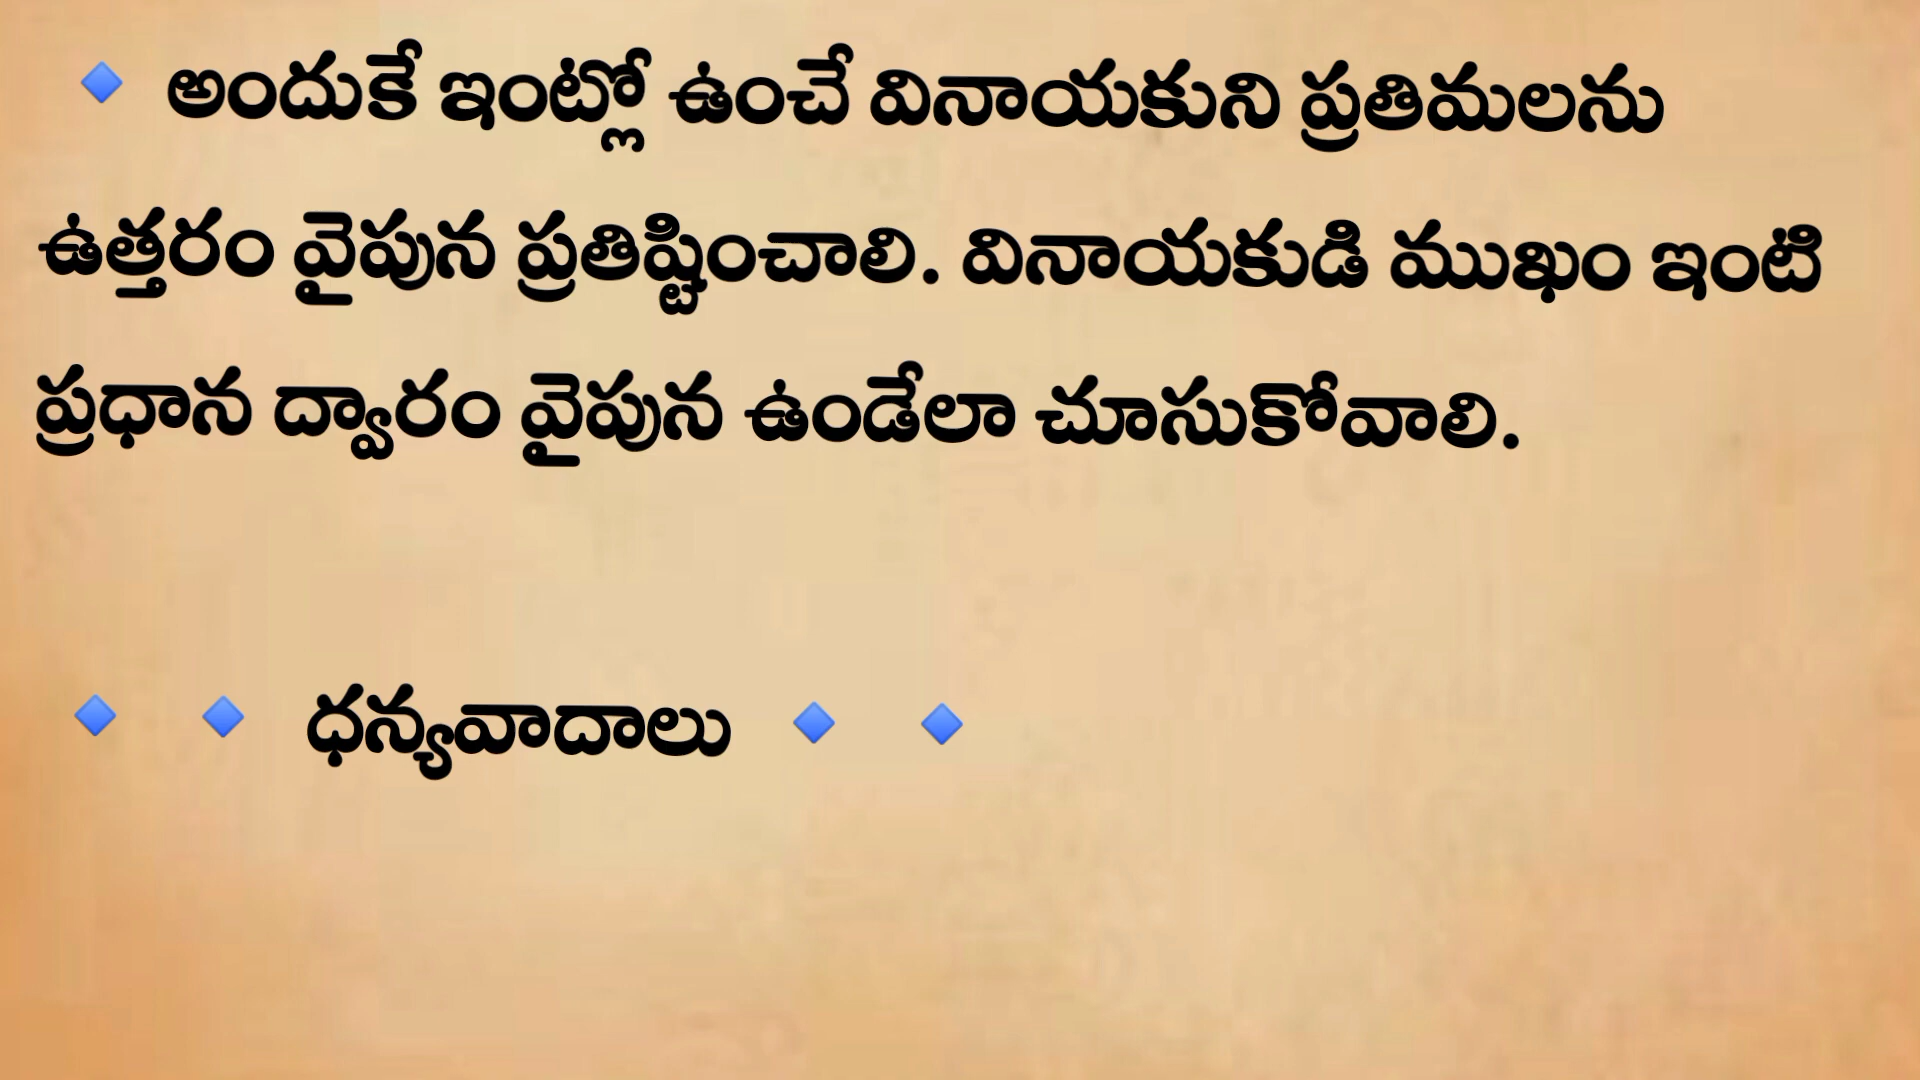 🔹 అందుకే ఇంట్లో ఉంచే వినాయకుని ప్రతిమలను
ఉత్తరం వైపున ప్రతిష్టించాలి. వినాయకుడి ముఖం ఇంటి
ప్రధాన ద్వారం వైపున ఉండేలా చూసుకోవాలి.
🔹 🔹 ధన్యవాదాలు 🔹 🔹